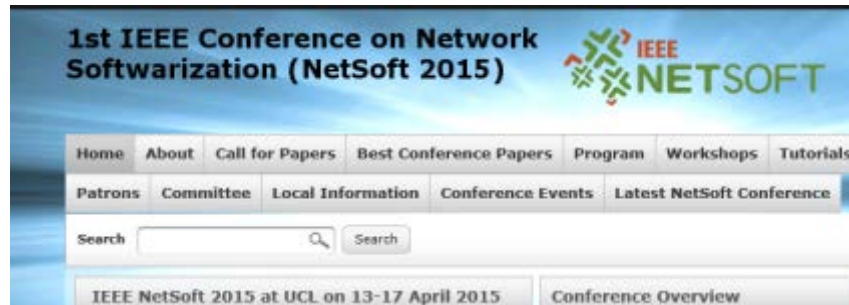 1st IEEE Conference on Network
Softwarization (NetSoft 2015)
IEEE
NETSOFT
Home About Call for Papers Best Conference Papers Program Workshops Tutorials
Patrons Committee Local Information Conference Events Latest NetSoft Conference
Search Search
IEEE NetSoft 2015 at UCL on 13-17 April 2015 Conference Overview